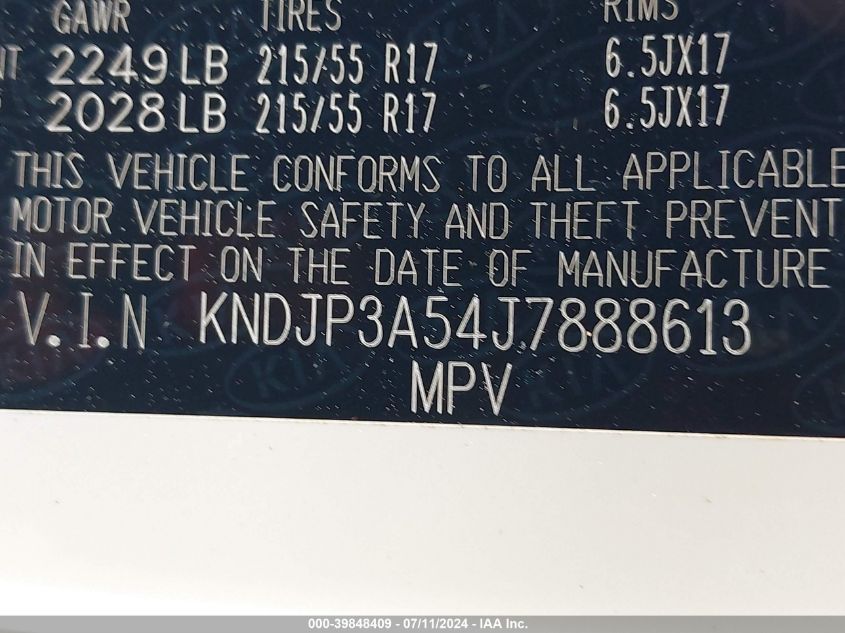 GAWR TIRES RIMS
2249 LB 215/55 R17 6.5JX17
2028 LB 215/55 R17 6.5JX17
THIS VEHICLE CONFORMS TO ALL APPLICABLE
MOTOR VEHICLE SAFETY AND THEFT PREVENT
IN EFFECT ON THE DATE OF MANUFACTURE
V.I.N KNDJP3A54J7888613
MPV
000-39848409 - 07/11/2024 - IAA Inc.